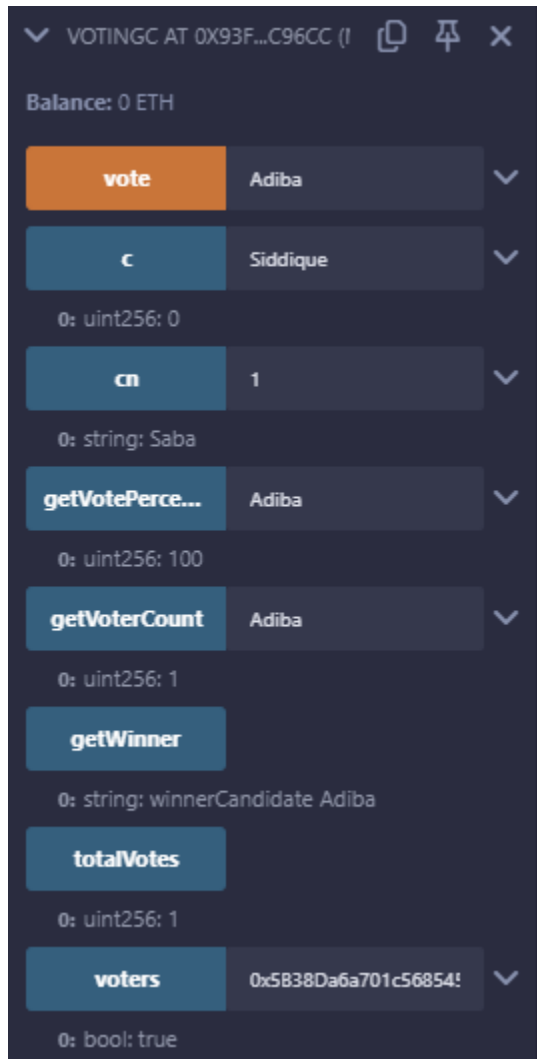 VOTINGC AT 0X93F...C96CC (
Balance: 0 ETH
vote Adiba
c Siddique
0: uint256: 0
cn 1
0: string: Saba
getVotePerce... Adiba
0: uint256: 100
getVoterCount Adiba
0: uint256: 1
getWinner
0: string: winnerCandidate Adiba
totalVotes
0: uint256: 1
voters 0x5B38Da6a701c568545
0: bool: true